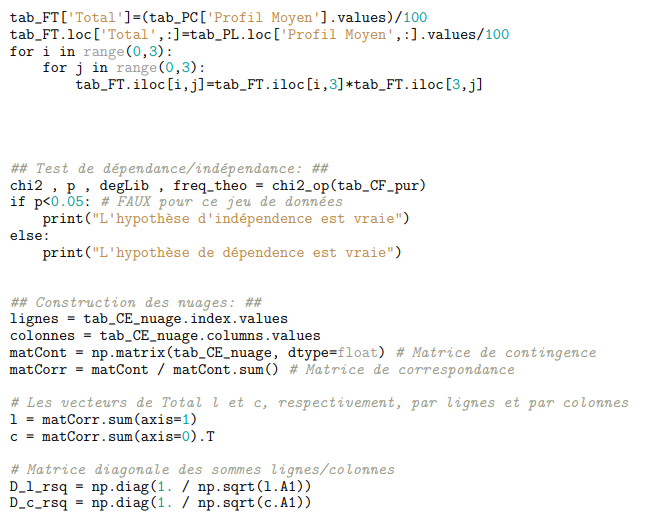 tab_FT['Total']=(tab_PC['Profil Moyen'].values)/100
tab_FT.loc['Total',:]=tab_PL.loc['Profil Moyen',:].values/100
for i in range(0,3):
    for j in range(0,3):
        tab_FT.iloc[i,j]=tab_FT.iloc[i,3]*tab_FT.iloc[3,j]
## Test de dépendance/indépendance: ##
chi2 , p , degLib , freq_theo = chi2_op(tab_CF_pur)
if p<0.05: # FAUX pour ce jeu de données
    print("L'hypothèse d'indépendence est vraie")
else:
    print("L'hypothèse de dépendence est vraie")
## Construction des nuages: ##
lignes = tab_CE_nuage.index.values
colonnes = tab_CE_nuage.columns.values
matCont = np.matrix(tab_CE_nuage, dtype=float) # Matrice de contingence
matCorr = matCont / matCont.sum() # Matrice de correspondance
# Les vecteurs de Total l et c, respectivement, par lignes et par colonnes
l = matCorr.sum(axis=1)
c = matCorr.sum(axis=0).T
# Matrice diagonale des sommes lignes/colonnes
D_l_rsq = np.diag(1. / np.sqrt(l.A1))
D_c_rsq = np.diag(1. / np.sqrt(c.A1))